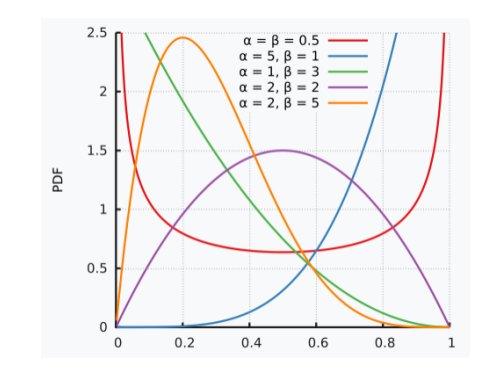 2.5
α = β = 0.5
α = 5, β = 1
α = 1, β = 3
α = 2, β = 2
α = 2, β = 5
2
1.5
PDF
1
0.5
0
0 0.2 0.4 0.6 0.8 1